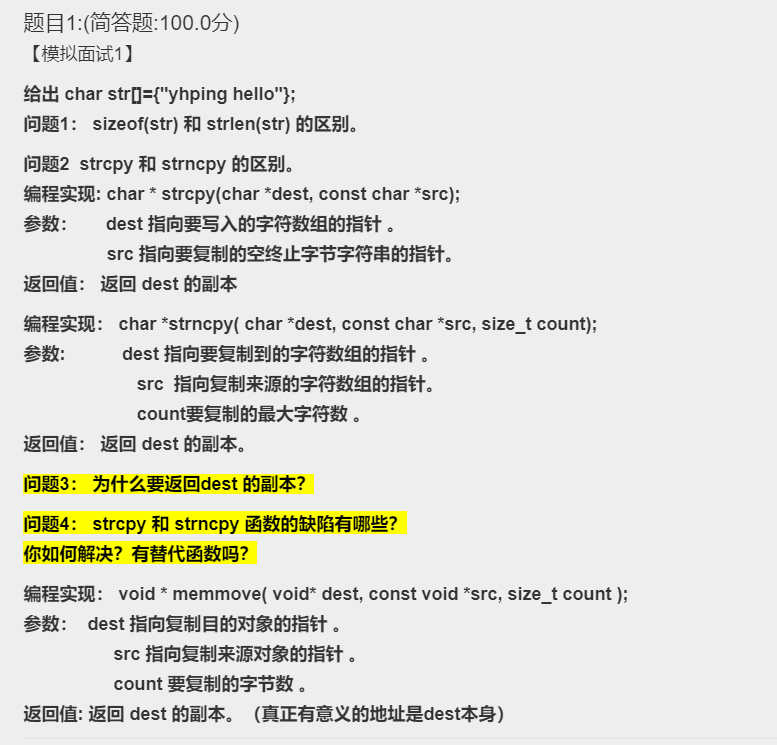 题目1:(简答题:100.0分)
【模拟面试1】
给出 char str[]={"yhping hello"};
问题1： sizeof(str) 和 strlen(str) 的区别。
问题2 strcpy 和 strncpy 的区别。
编程实现: char * strcpy(char *dest, const char *src);
参数： dest 指向要写入的字符数组的指针 。
src 指向要复制的空终止字节字符串的指针。
返回值： 返回 dest 的副本
编程实现： char *strncpy( char *dest, const char *src, size_t count);
参数: dest 指向要复制到的字符数组的指针 。
src 指向复制来源的字符数组的指针。
count要复制的最大字符数 。
返回值： 返回 dest 的副本。
问题3： 为什么要返回dest 的副本？
问题4： strcpy 和 strncpy 函数的缺陷有哪些？
你如何解决？有替代函数吗？
编程实现： void * memmove( void* dest, const void *src, size_t count );
参数： dest 指向复制目的对象的指针 。
src 指向复制来源对象的指针 。
count 要复制的字节数 。
返回值: 返回 dest 的副本。（真正有意义的地址是dest本身）